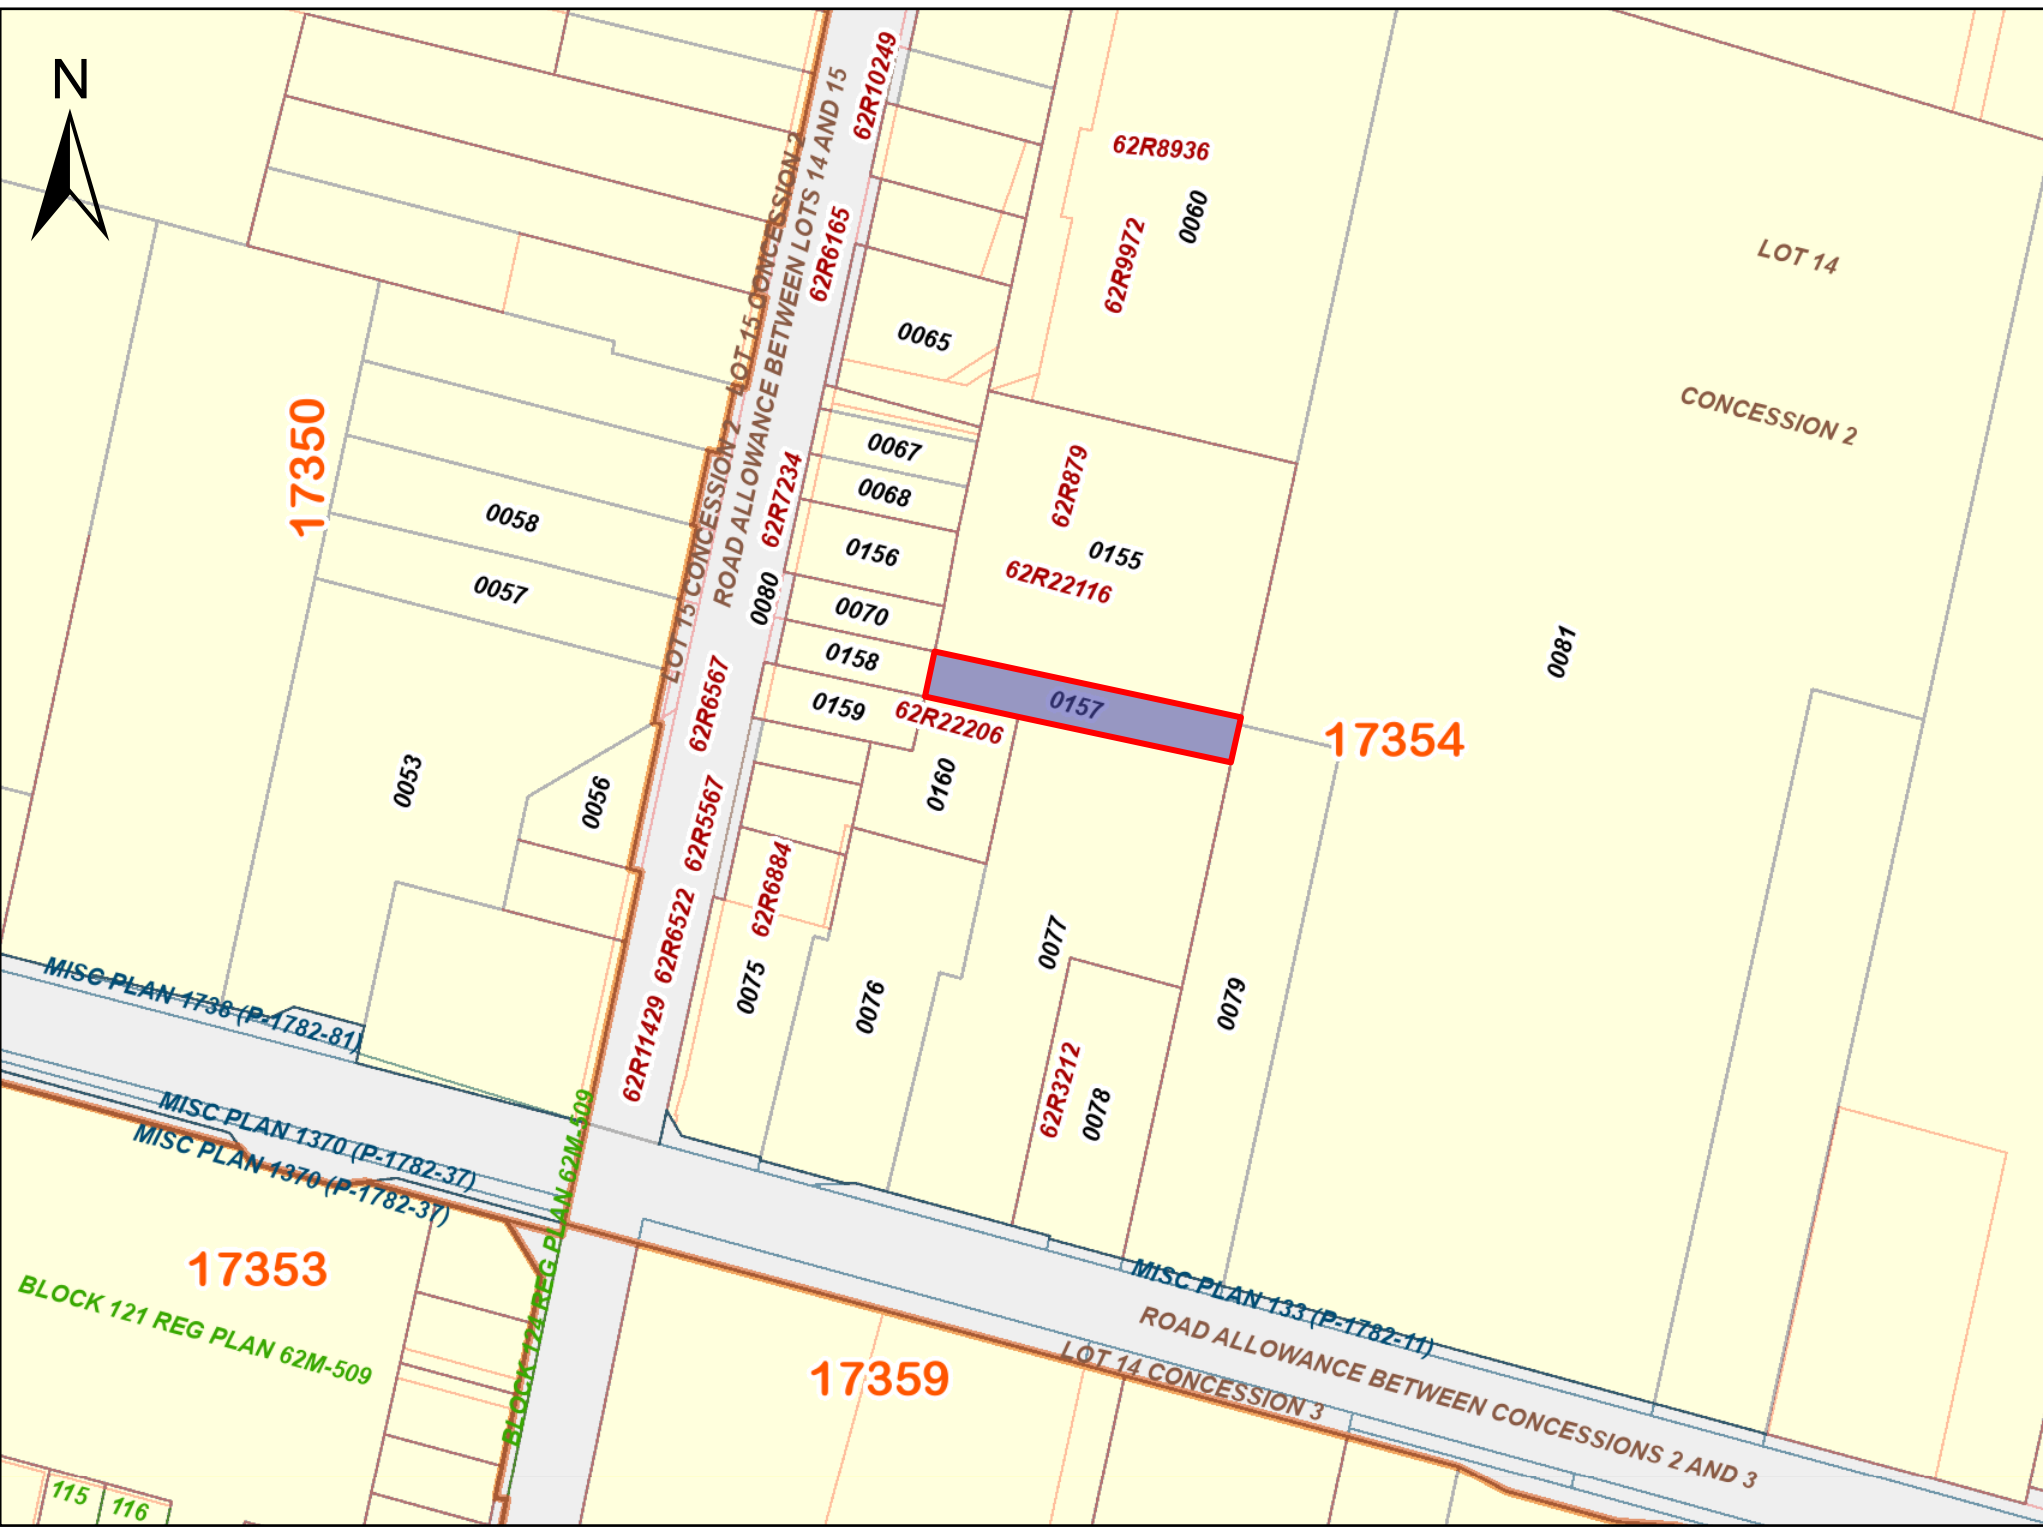 N
62R10249
62R8936
LOT 15 CONCESSION 2
ROAD ALLOWANCE BETWEEN LOTS 14 AND 15
62R6165
0060
62R9972
LOT 14
0065
CONCESSION 2
17350
0067
62R7234
0068
62R879
0058
0156
0155
62R22116
0057
0080
0070
LOT 15 CONCESSION 2
0158
0081
62R6567
0159
0157
62R22206
17354
0053
0056
62R5567
0160
62R6884
62R6522
0077
MISC PLAN 1738 (P-1782-81)
0075
0076
0079
62R11429
62R3212
0078
MISC PLAN 1370 (P-1782-37)
MISC PLAN 1370 (P-1782-37)
BLOCK 124 REG PLAN 62M-509
17353
BLOCK 121 REG PLAN 62M-509
MISC PLAN 133 (P-1782-11)
ROAD ALLOWANCE BETWEEN CONCESSIONS 2 AND 3
LOT 14 CONCESSION 3
17359
115
116